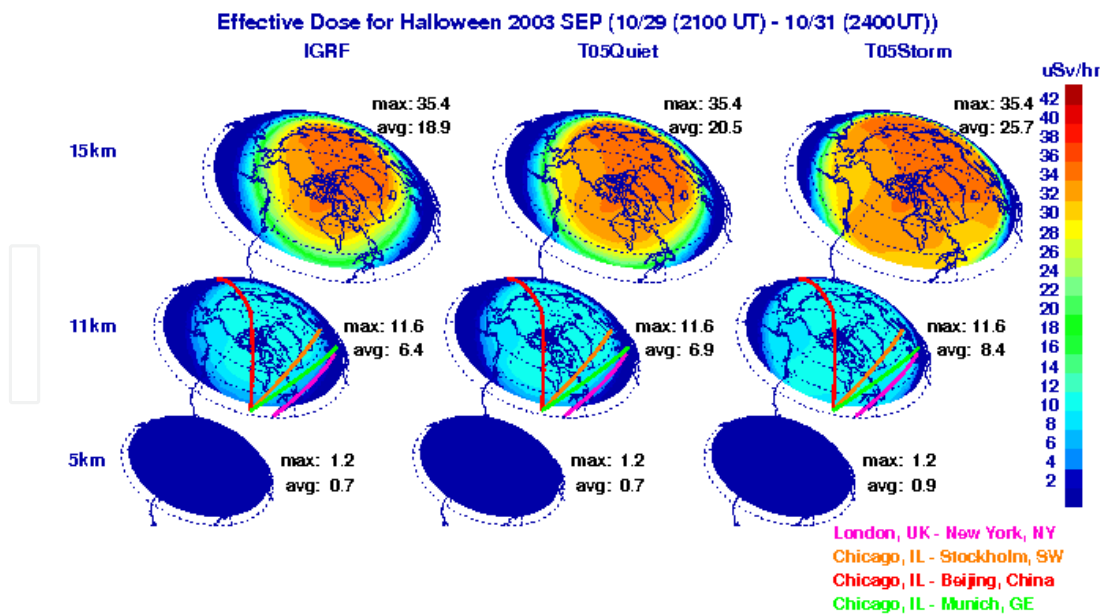 Effective Dose for Halloween 2003 SEP (10/29 (2100 UT) - 10/31 (2400UT))
IGRF T05Quiet T05Storm
uSv/hr
15km
max: 35.4
avg: 18.9
max: 35.4
avg: 20.5
max: 35.4
avg: 25.7
11km
max: 11.6
avg: 6.4
max: 11.6
avg: 6.9
max: 11.6
avg: 8.4
5km
max: 1.2
avg: 0.7
max: 1.2
avg: 0.7
max: 1.2
avg: 0.9
42
40
38
36
34
32
30
28
26
24
22
20
18
16
14
12
10
8
6
4
2
London, UK - New York, NY
Chicago, IL - Stockholm, SW
Chicago, IL - Beijing, China
Chicago, IL - Munich, GE